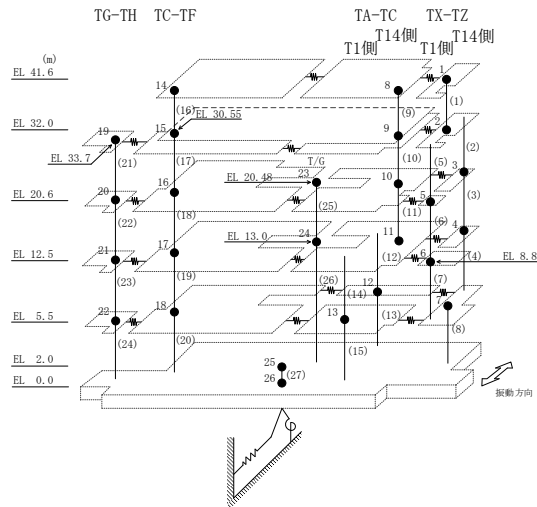 TG-TH TC-TF TA-TC TX-TZ
T14側 T14側
T1側 T1側
(m)
EL 41.6
14 8 1
(16) EL 30.55 (9) (1)
EL 32.0
19 15 9 2
EL 33.7 (21) (17) (10) (2)
T/G
EL 20.6
20 16 EL 20.48 23 10 (5) 3
(22) (18) (25) (11) 5 (3)
EL 12.5
21 17 EL 13.0 24 11 (6) 4
(23) (19) (12) 6 (4) EL 8.8
(26) (14) 12 (7)
EL 5.5
22 18 13 (13) 7
(24) (20) (15) (8)
EL 2.0
25
EL 0.0
26 (27)
振動方向